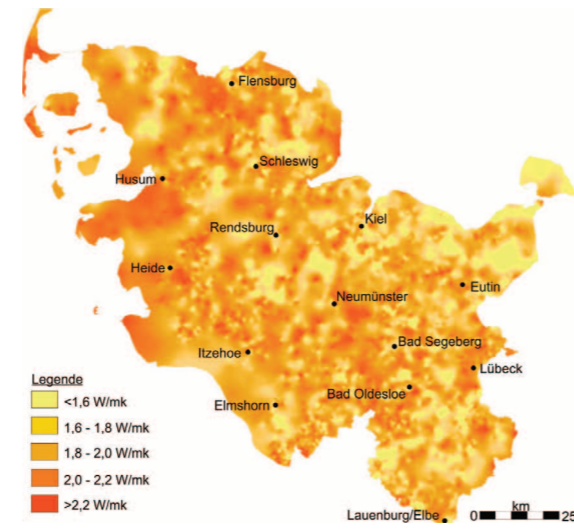 Flensburg
Schleswig
Husum
Kiel
Rendsburg
Heide
Eutin
Neumünster
Bad Segeberg
Itzehoe
Lübeck
Bad Oldesloe
Elmshorn
Lauenburg/Elbe
Legende
<1,6 W/mk
1,6 - 1,8 W/mk
1,8 - 2,0 W/mk
2,0 - 2,2 W/mk
>2,2 W/mk
km
0 25